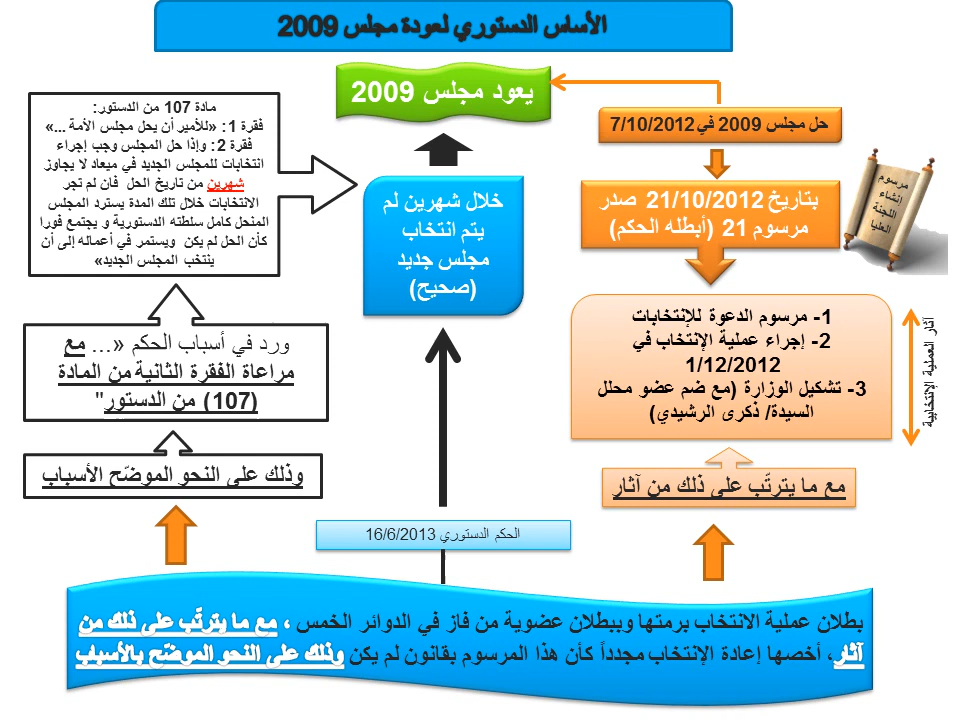 الأساس الدستوري لعودة مجلس 2009
يعود مجلس 2009
حل مجلس 2009 في 7/10/2012
بتاريخ 21/10/2012 صدر
مرسوم 21 (أبطله الحكم)
مرسوم
إنشاء
اللجنة
العليا
1- مرسوم الدعوة للإنتخابات
2- إجراء عملية الإنتخاب في
1/12/2012
3- تشكيل الوزارة (مع ضم عضو محلل
السيدة/ ذكرى الرشيدي)
آثار العملية الإنتخابية
مع ما يترتّب على ذلك من آثار
خلال شهرين لم
يتم انتخاب
مجلس جديد
(صحيح)
مادة 107 من الدستور:
فقرة 1: «للأمير أن يحل مجلس الأمة ...»
فقرة 2: وإذا حل المجلس وجب إجراء
انتخابات للمجلس الجديد في ميعاد لا يجاوز
شهرين من تاريخ الحل فان لم تجر
الانتخابات خلال تلك المدة يسترد المجلس
المنحل كامل سلطته الدستورية و يجتمع فورا
كأن الحل لم يكن ويستمر في أعماله إلى أن
ينتخب المجلس الجديد»
ورد في أسباب الحكم «... مع
مراعاة الفقرة الثانية من المادة
(107) من الدستور"
وذلك على النحو الموضّح الأسباب
الحكم الدستوري 16/6/2013
بطلان عملية الانتخاب برمتها وببطلان عضوية من فاز في الدوائر الخمس ، مع ما يترتّب على ذلك من
آثار، أخصها إعادة الإنتخاب مجدداً كأن هذا المرسوم بقانون لم يكن وذلك على النحو الموضّح بالأسباب